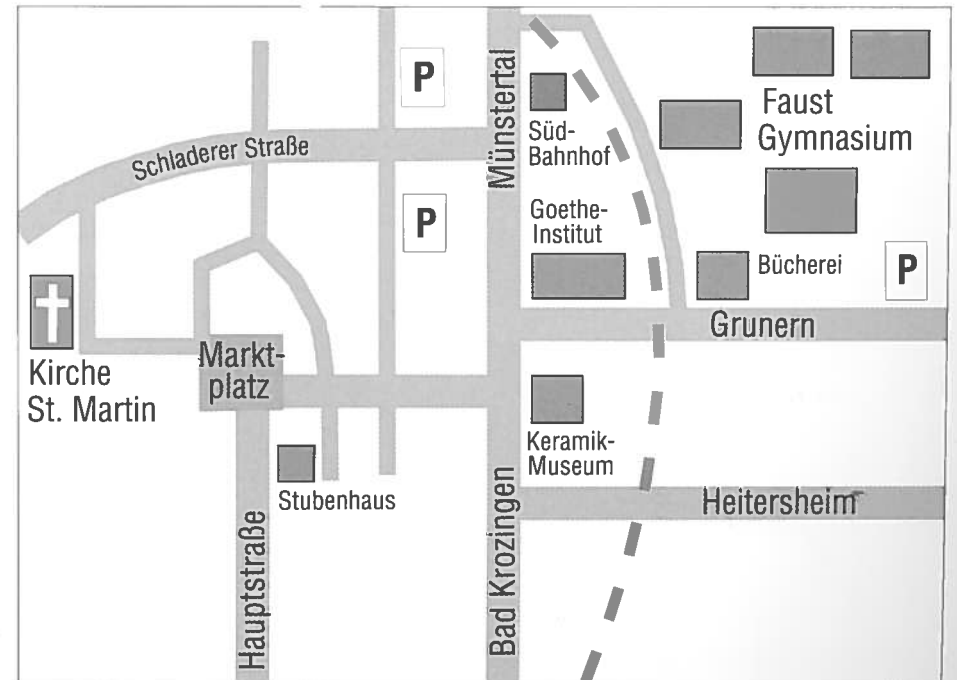 P
Münstertal
Süd-
Bahnhof
Faust
Gymnasium
Schladerer Straße
P
Goethe-
Institut
Bücherei
P
Grunern
Kirche
St. Martin
Markt-
platz
Keramik-
Museum
Stubenhaus
Heitersheim
Hauptstraße
Bad Krozingen